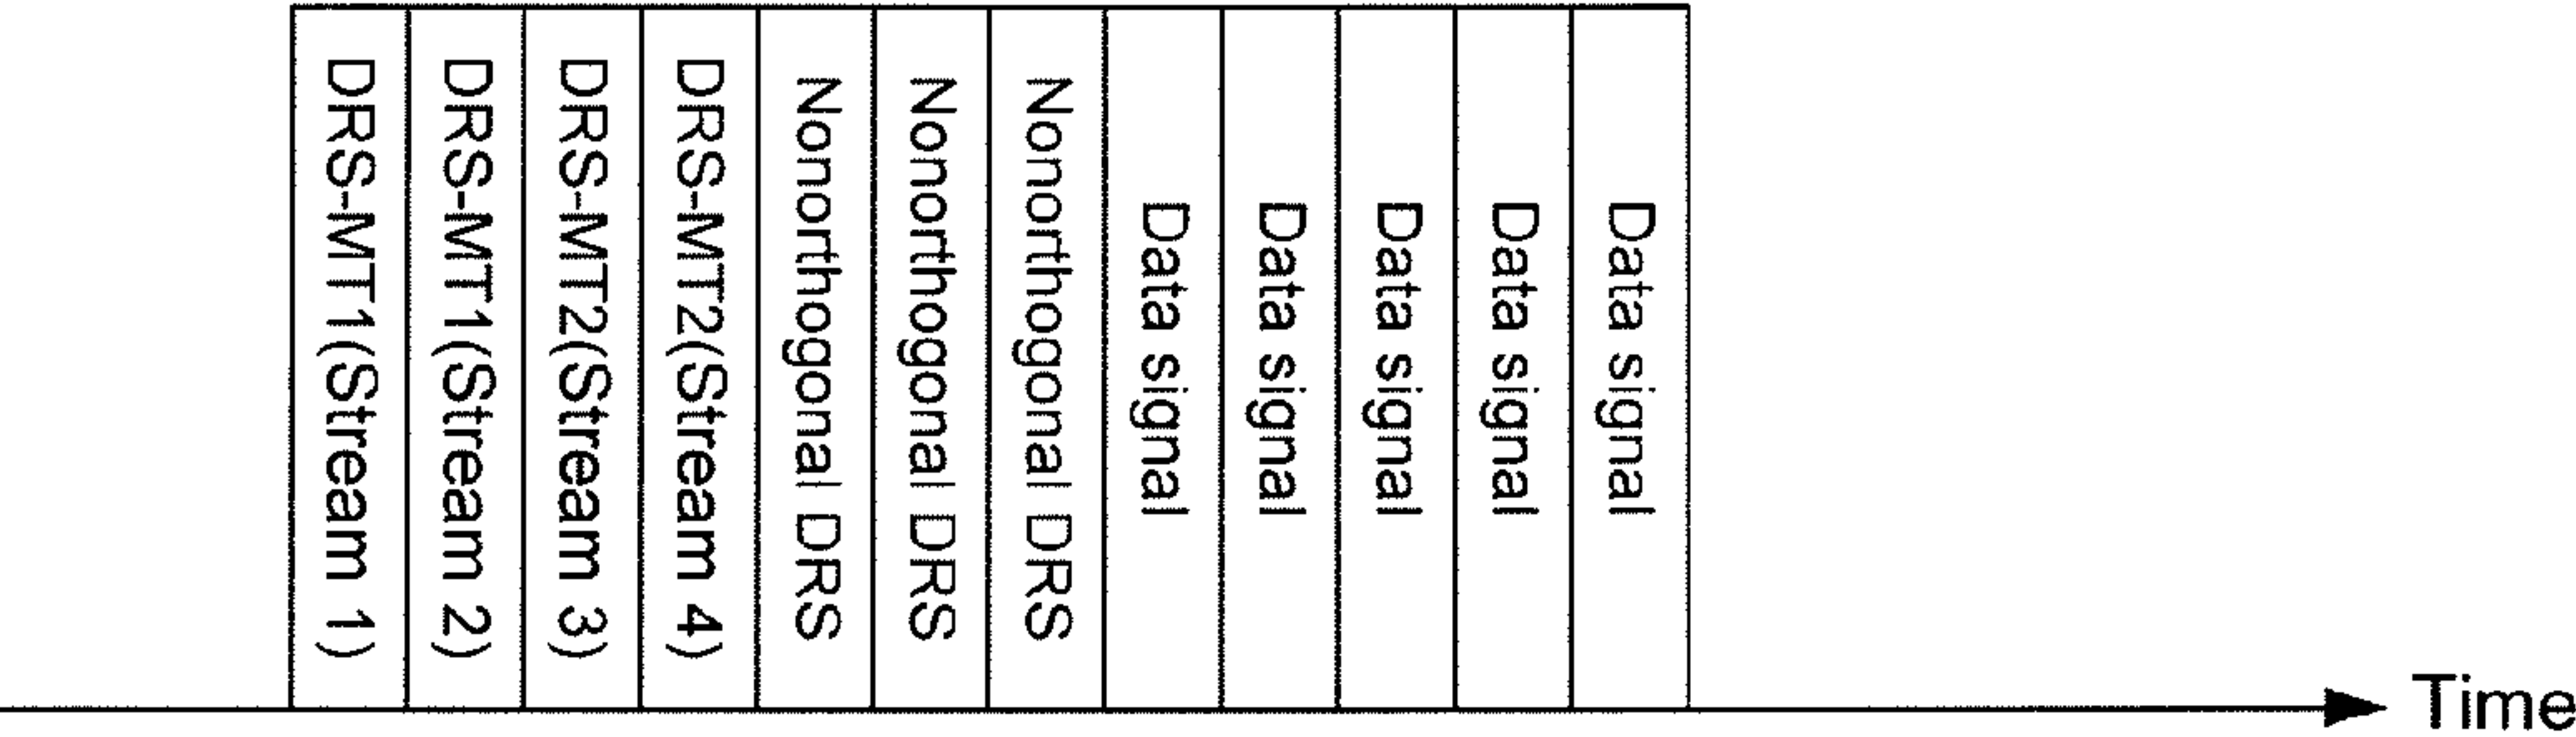 DRS-MT1(Stream 1)
DRS-MT1(Stream 2)
DRS-MT2(Stream 3)
DRS-MT2(Stream 4)
Nonorthogonal DRS
Nonorthogonal DRS
Nonorthogonal DRS
Data signal
Data signal
Data signal
Data signal
Data signal
Time